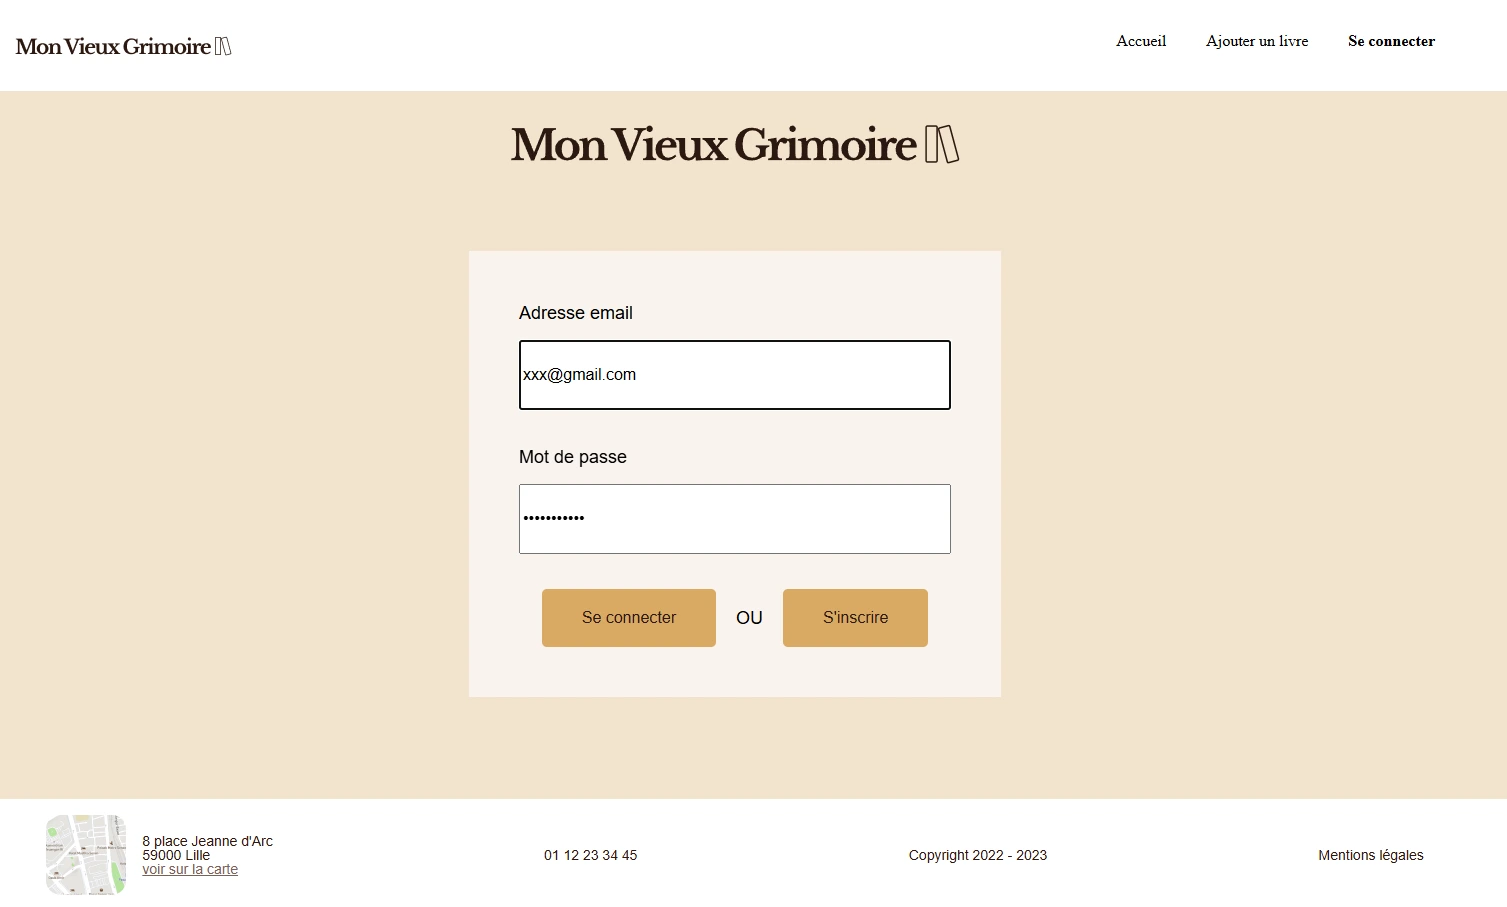 Mon Vieux Grimoire
Accueil
Ajouter un livre
Se connecter
Mon Vieux Grimoire
Adresse email
xxx@gmail.com
Mot de passe
•••••••••••
Se connecter
OU
S'inscrire
8 place Jeanne d'Arc
59000 Lille
voir sur la carte
01 12 23 34 45
Copyright 2022 - 2023
Mentions légales